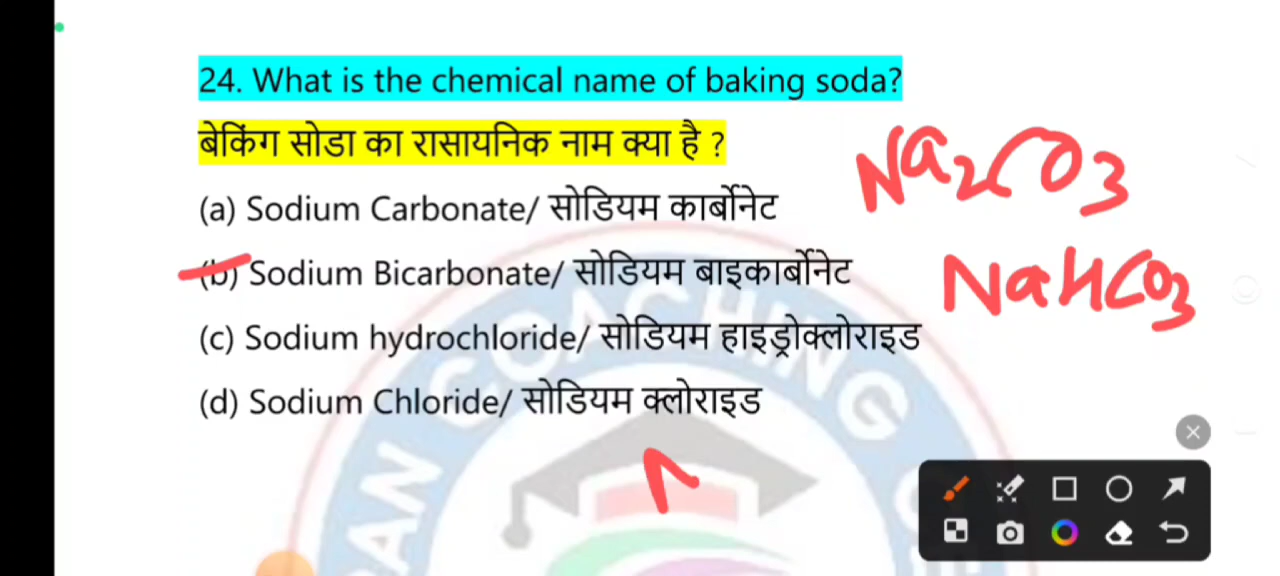 24. What is the chemical name of baking soda?
बेकिंग सोडा का रासायनिक नाम क्या है ?
(a) Sodium Carbonate/ सोडियम कार्बोनेट
(b) Sodium Bicarbonate/ सोडियम बाइकार्बोनेट
(c) Sodium hydrochloride/ सोडियम हाइड्रोक्लोराइड
(d) Sodium Chloride/ सोडियम क्लोराइड
Na2CO3
NaHCO3
COACHING